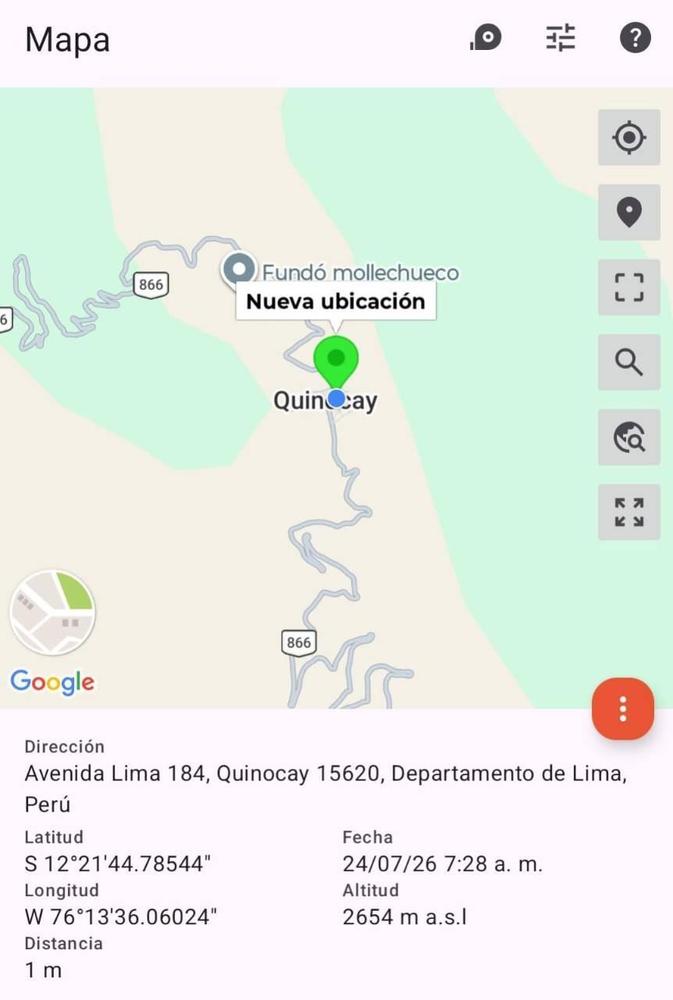 Mapa
866
Fundó mollechueco
6
Nueva ubicación
Quinocay
866
Google
Dirección
Avenida Lima 184, Quinocay 15620, Departamento de Lima,
Perú
Latitud
S 12°21'44.78544"
Fecha
24/07/26 7:28 a. m.
Longitud
W 76°13'36.06024"
Altitud
2654 m a.s.l
Distancia
1 m